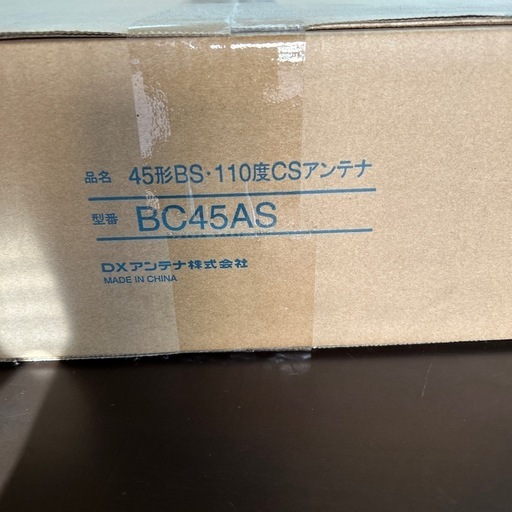 品名 45形BS・110度CSアンテナ
型番 BC45AS
DXアンテナ株式会社
MADE IN CHINA